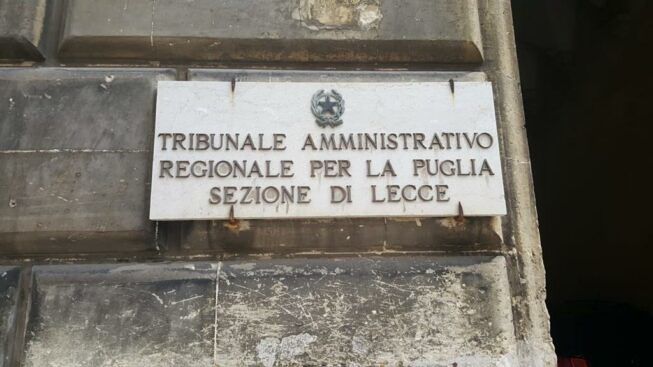 TRIBUNALE AMMINISTRATIVO
REGIONALE PER LA PUGLIA
SEZIONE DI LECCE